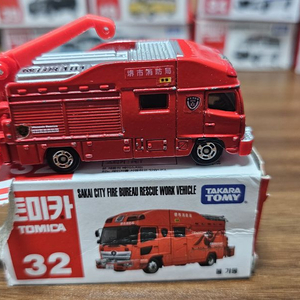 堺市消防局
SAKAI CITY FIRE BUREAU RESCUE WORK VEHICLE
TAKARA
TOMY
토미카
TOMICA
32